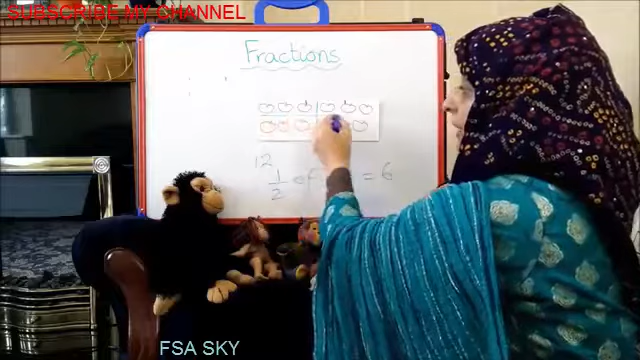 SUBSCRIBE MY CHANNEL
Fractions
12
1/2 of = 6
FSA SKY